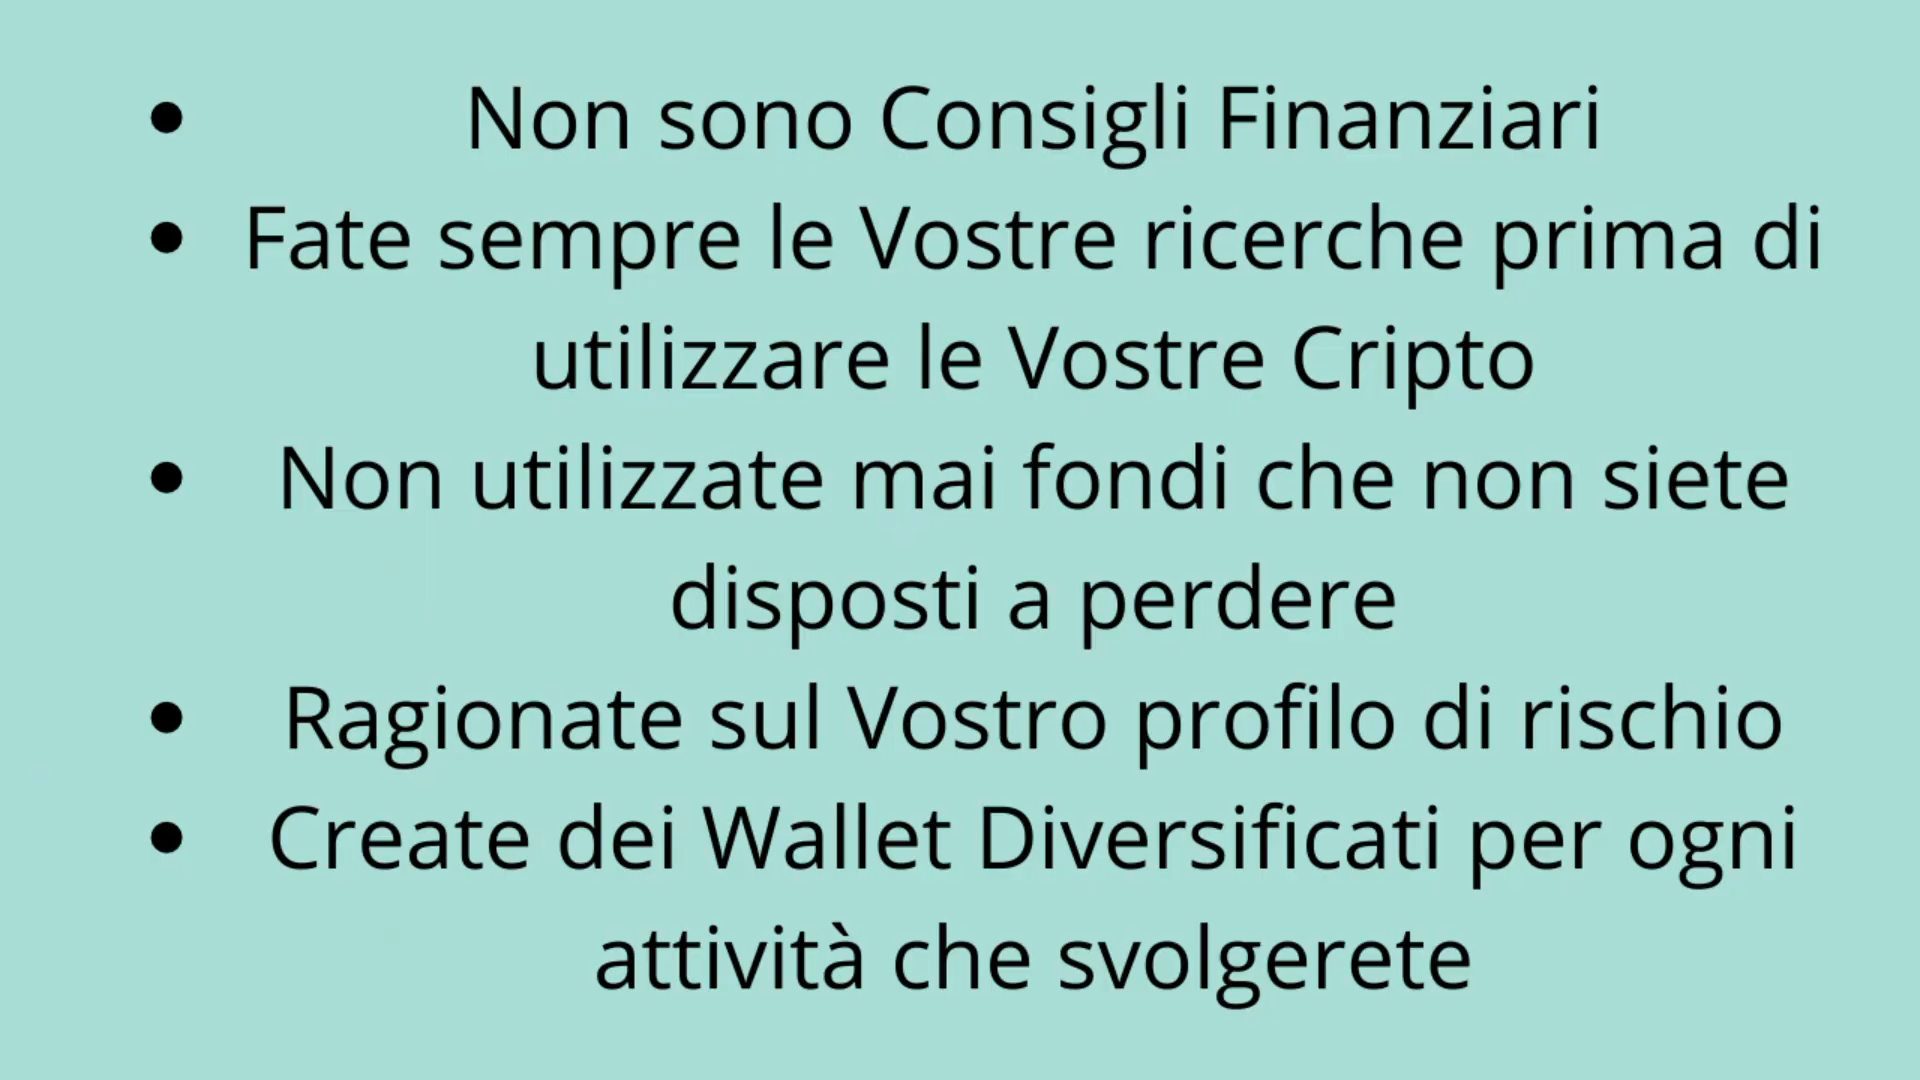 • Non sono Consigli Finanziari
• Fate sempre le Vostre ricerche prima di
utilizzare le Vostre Cripto
• Non utilizzate mai fondi che non siete
disposti a perdere
• Ragionate sul Vostro profilo di rischio
• Create dei Wallet Diversificati per ogni
attività che svolgerete